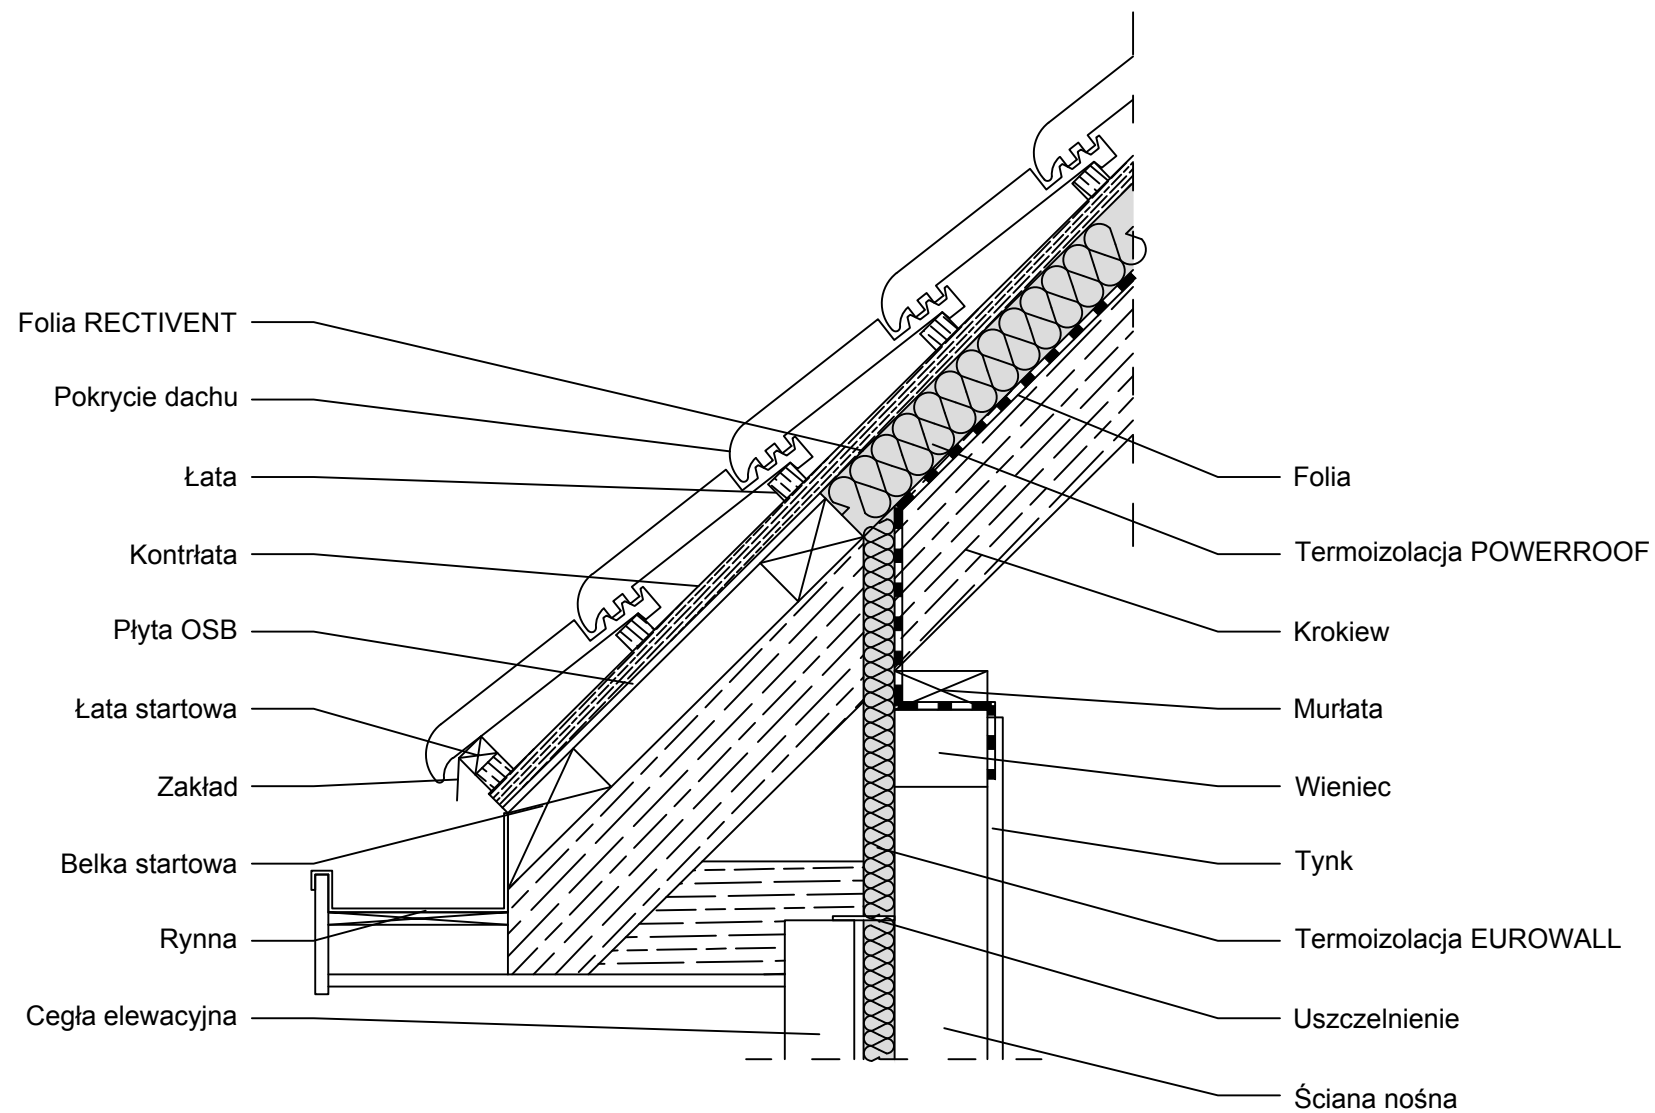 Folia RECTIVENT
Pokrycie dachu
Łata
Kontrłata
Płyta OSB
Łata startowa
Zakład
Belka startowa
Rynna
Cegła elewacyjna
Folia
Termoizolacja POWERROOF
Krokiew
Murłata
Wieniec
Tynk
Termoizolacja EUROWALL
Uszczelnienie
Ściana nośna